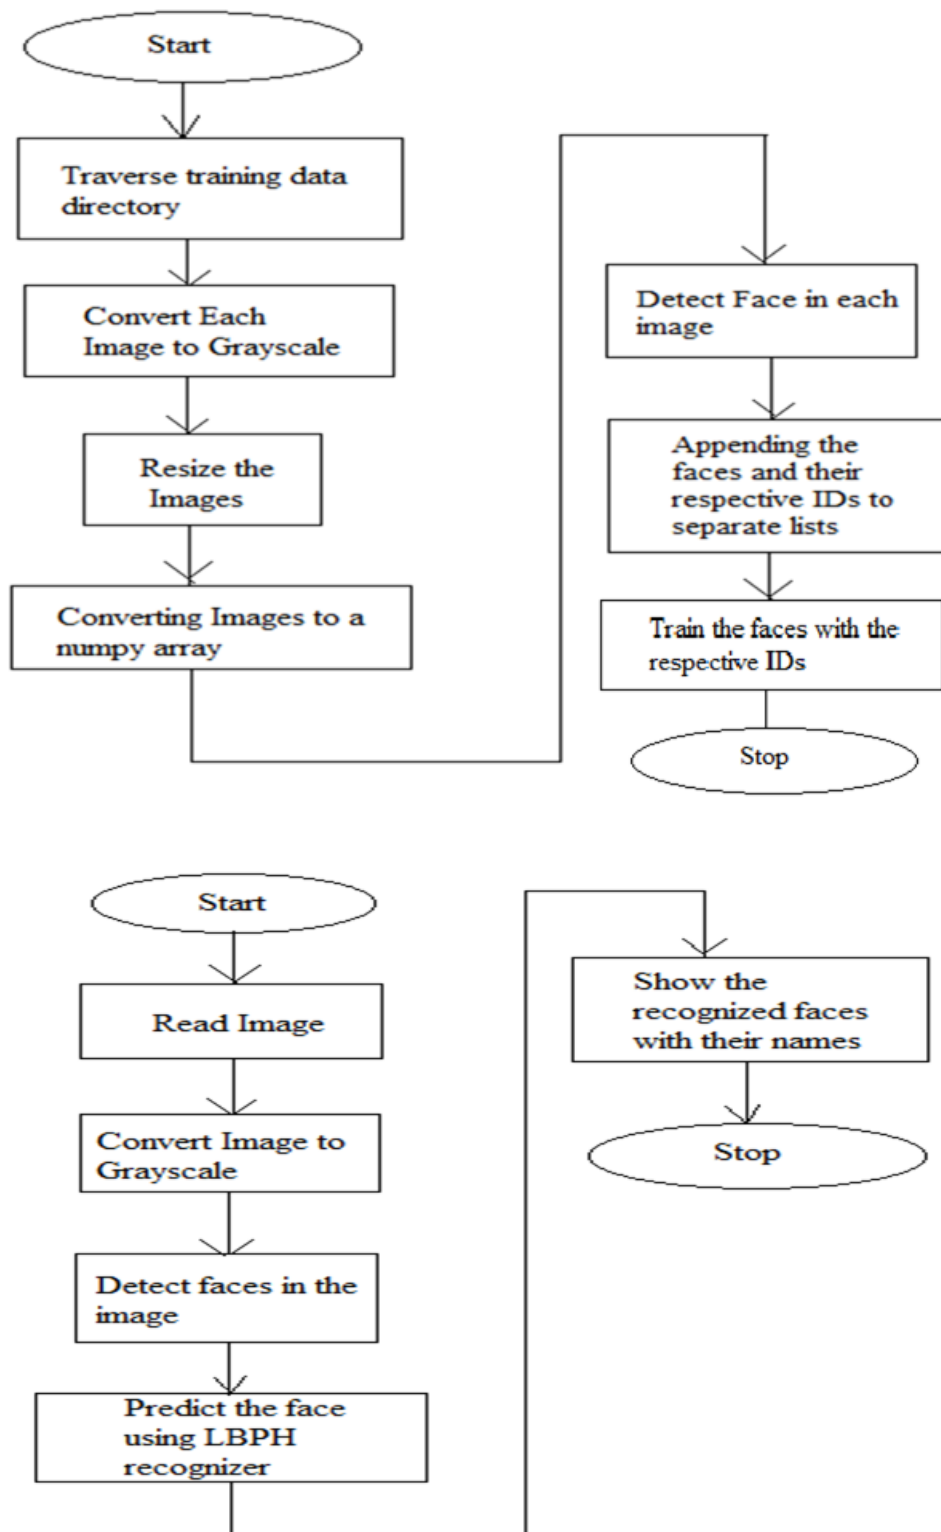 Start
Traverse training data
directory
Convert Each
Image to Grayscale
Resize the
Images
Converting Images to a
numpy array
Detect Face in each
image
Appending the
faces and their
respective IDs to
separate lists
Train the faces with the
respective IDs
Stop
Start
Read Image
Convert Image to
Grayscale
Detect faces in the
image
Predict the face
using LBPH
recognizer
Show the
recognized faces
with their names
Stop